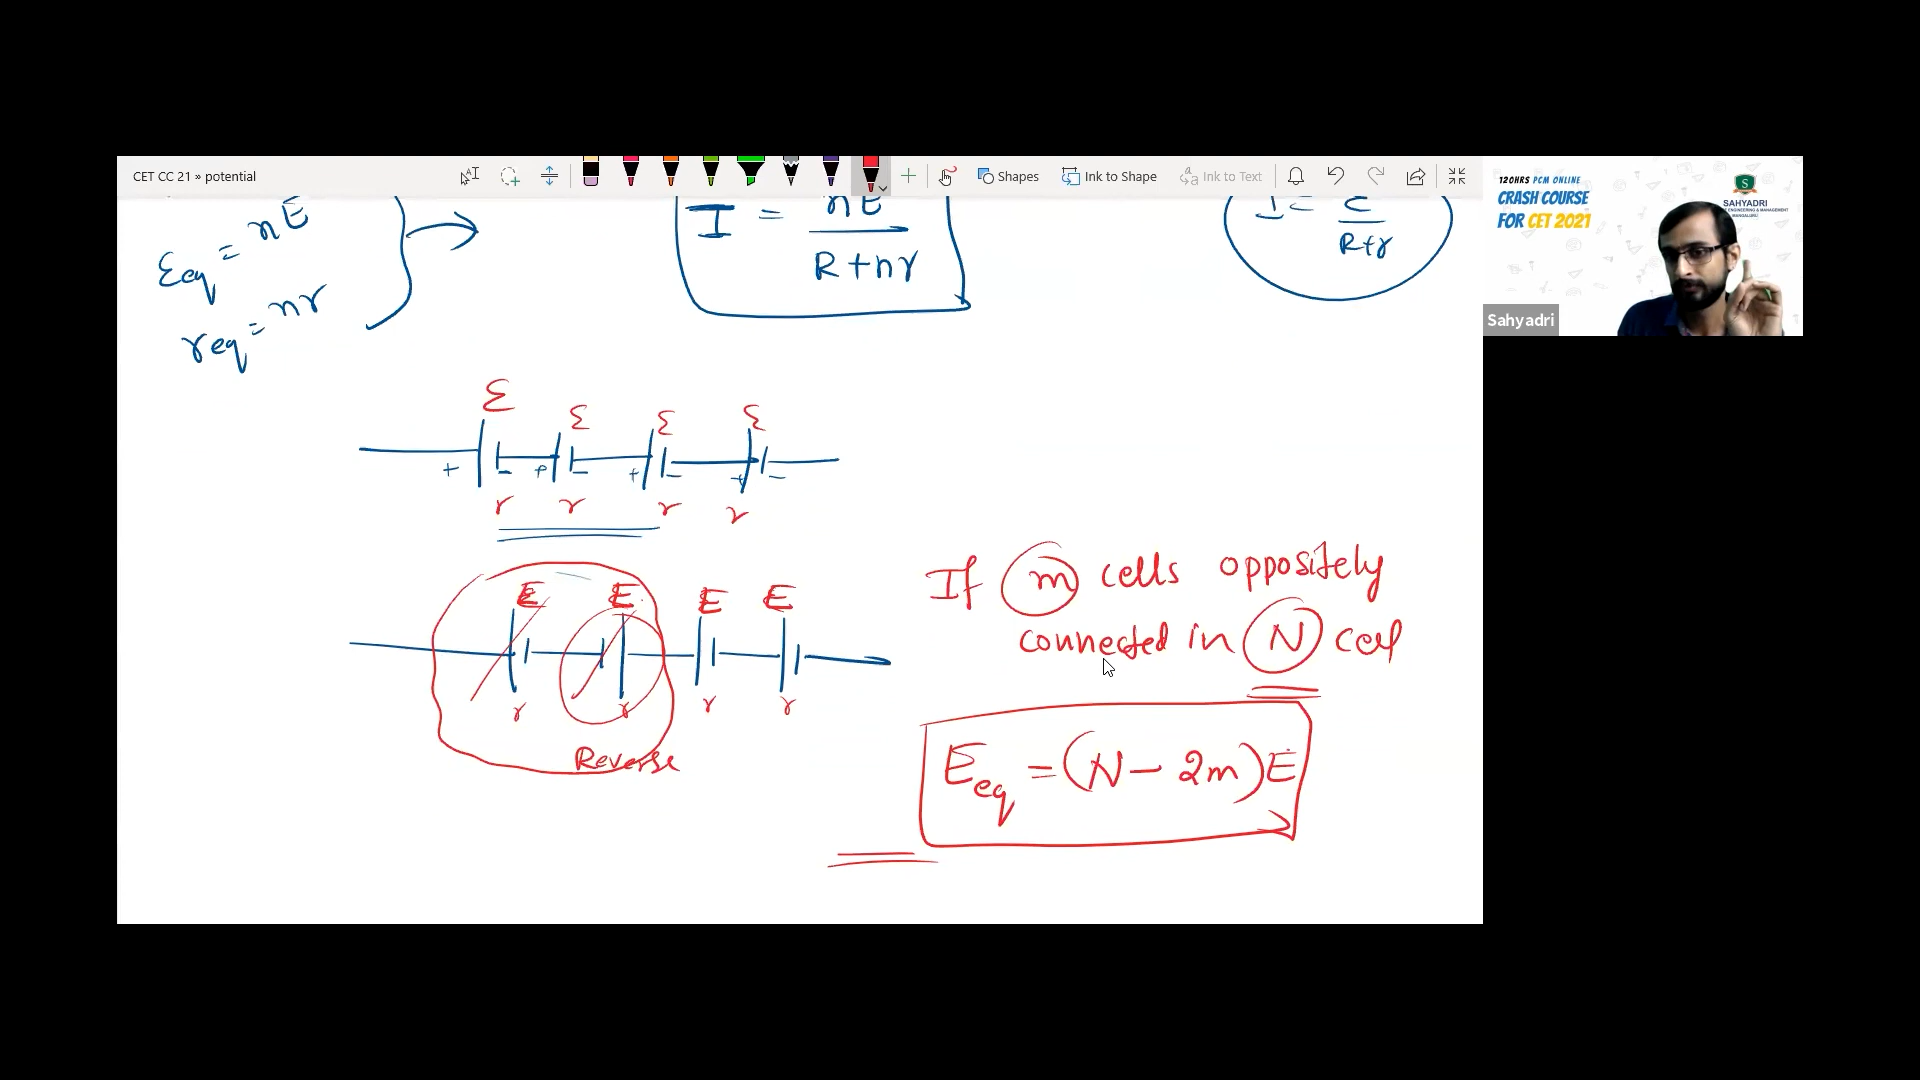 CET CC 21 » potential
Shapes
Ink to Shape
Ink to Text
120HRS PCM ONLINE
CRASH COURSE
FOR CET 2021
S
SAHYADRI
Sahyadri
Eeq = nE
req = nr
I = nE / R + nr
I = E / R+r
ε ε ε ε
+ - + - + - + -
r r r r
E E E E
r r r r
Reverse
If m cells oppositely
connected in N cell
Eeq = (N - 2m)E